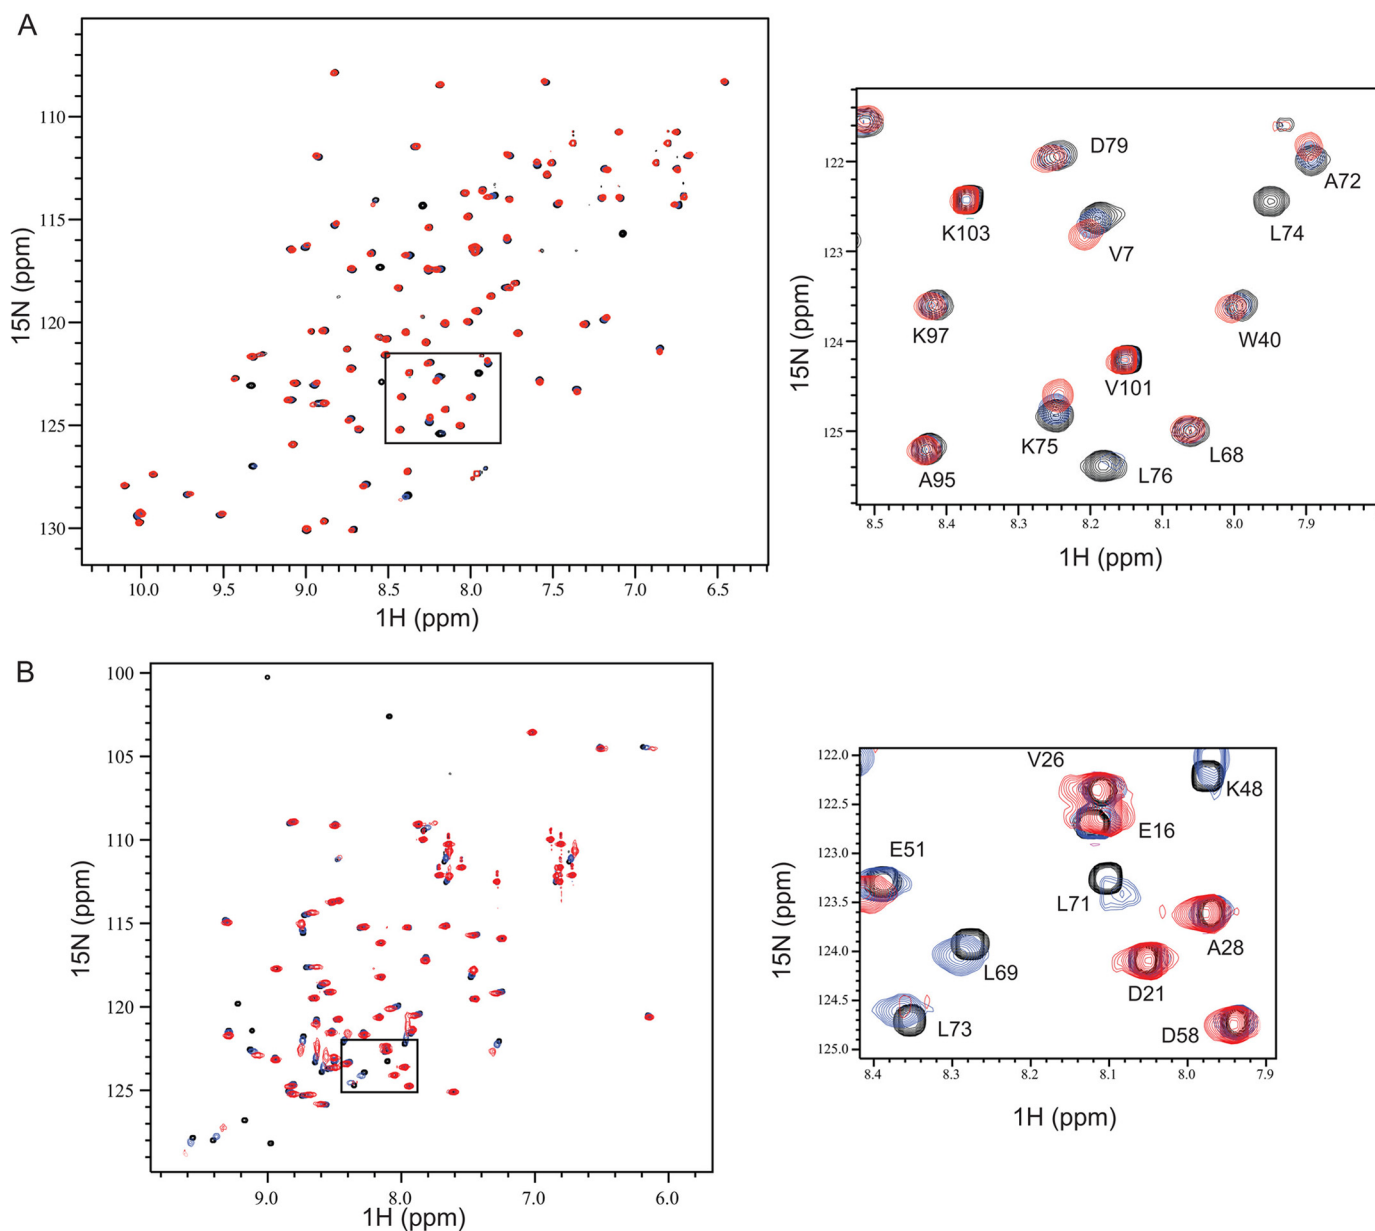 A
110
115
120
125
130
15N (ppm)
10.0 9.5 9.0 8.5 8.0 7.5 7.0 6.5
1H (ppm)
122
123
124
125
15N (ppm)
D79
A72
K103
V7
L74
K97
W40
V101
K75
L68
A95
L76
8.5 8.4 8.3 8.2 8.1 8.0 7.9
1H (ppm)
B
100
105
110
115
120
125
15N (ppm)
9.0 8.0 7.0 6.0
1H (ppm)
122.0
122.5
123.0
123.5
124.0
124.5
125.0
15N (ppm)
V26
K48
E16
E51
L71
A28
L69
D21
L73
D58
8.4 8.3 8.2 8.1 8.0 7.9
1H (ppm)